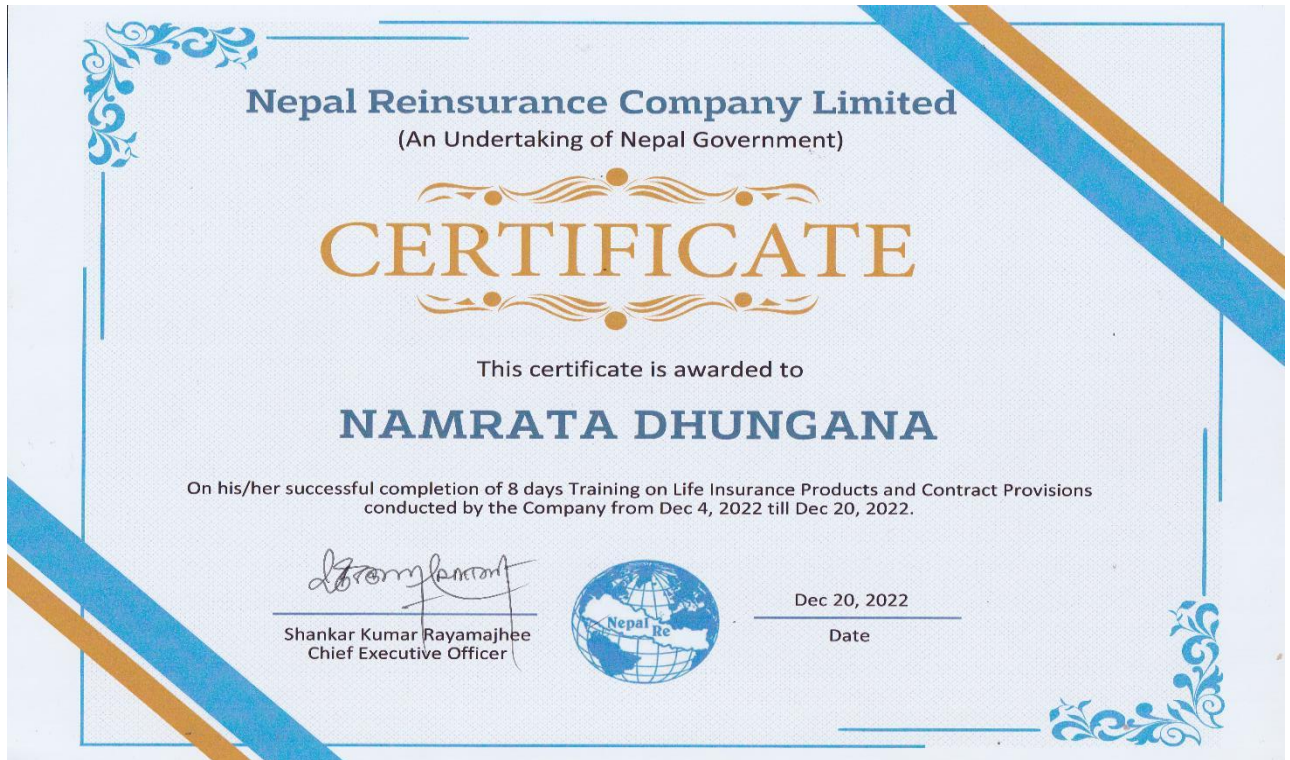 Nepal Reinsurance Company Limited
(An Undertaking of Nepal Government)
CERTIFICATE
This certificate is awarded to
NAMRATA DHUNGANA
On his/her successful completion of 8 days Training on Life Insurance Products and Contract Provisions
conducted by the Company from Dec 4, 2022 till Dec 20, 2022.
Shankar Kumar Rayamajhee
Chief Executive Officer
Nepal Re
Dec 20, 2022
Date